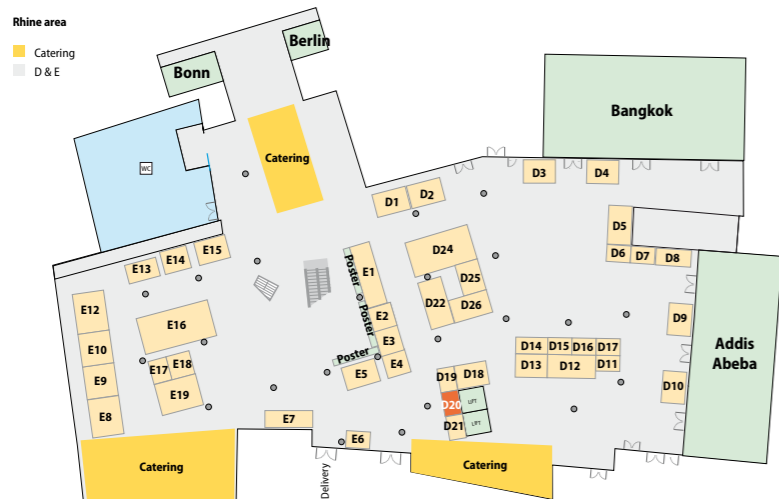 Rhine area
Catering
D & E
Berlin
Bonn
Bangkok
Catering
WC
D3
D4
D1
D2
D5
D6
D7
D8
E15
E14
E13
Poster
E1
D24
D25
D22
D26
E12
E16
Poster
E2
D9
Addis
Abeba
E10
E3
D14
D15
D16
D17
Poster
E4
D13
D12
D11
E9
E17
E18
E5
D19
D18
D10
E8
E19
D20
LIFT
E7
D21
LIFT
E6
Catering
Delivery
Catering